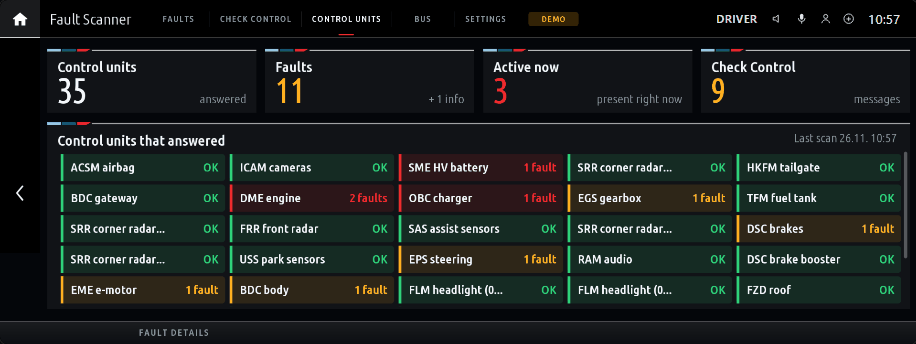 Fault Scanner FAULTS CHECK CONTROL CONTROL UNITS BUS SETTINGS DEMO DRIVER 10:57
Control units Faults Active now Check Control
35 answered 11 + 1 info 3 present right now 9 messages
Control units that answered Last scan 26.11. 10:57
ACSM airbag OK ICAM cameras OK SME HV battery 1 fault SRR corner radar... OK HKFM tailgate OK
BDC gateway OK DME engine 2 faults OBC charger 1 fault EGS gearbox 1 fault TFM fuel tank OK
SRR corner radar... OK FRR front radar OK SAS assist sensors OK SRR corner radar... OK DSC brakes 1 fault
SRR corner radar... OK USS park sensors OK EPS steering 1 fault RAM audio OK DSC brake booster OK
EME e-motor 1 fault BDC body 1 fault FLM headlight (0... OK FLM headlight (0... OK FZD roof OK
FAULT DETAILS